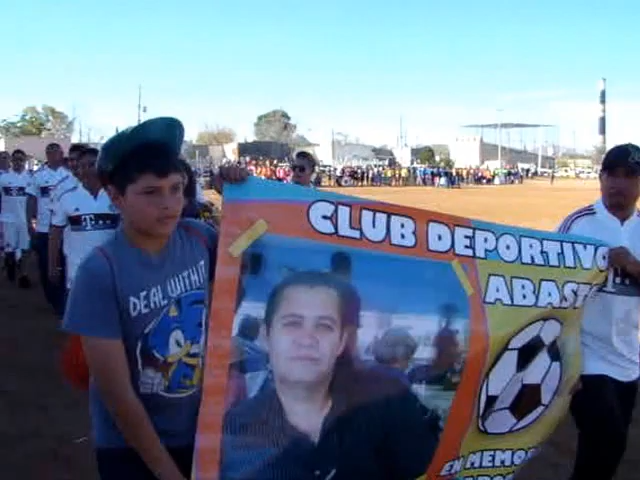 CLUB DEPORTIVO
ABAST
EN MEMO
DEAL WITH IT
T